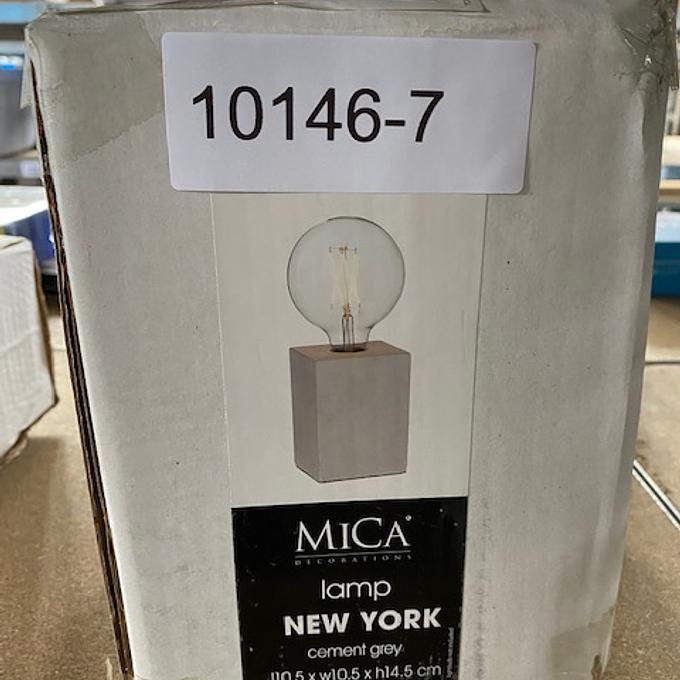 10146-7
MiCA®
DECORATIONS
lamp
NEW YORK
cement grey
l10.5 x w10.5 x h14.5 cm